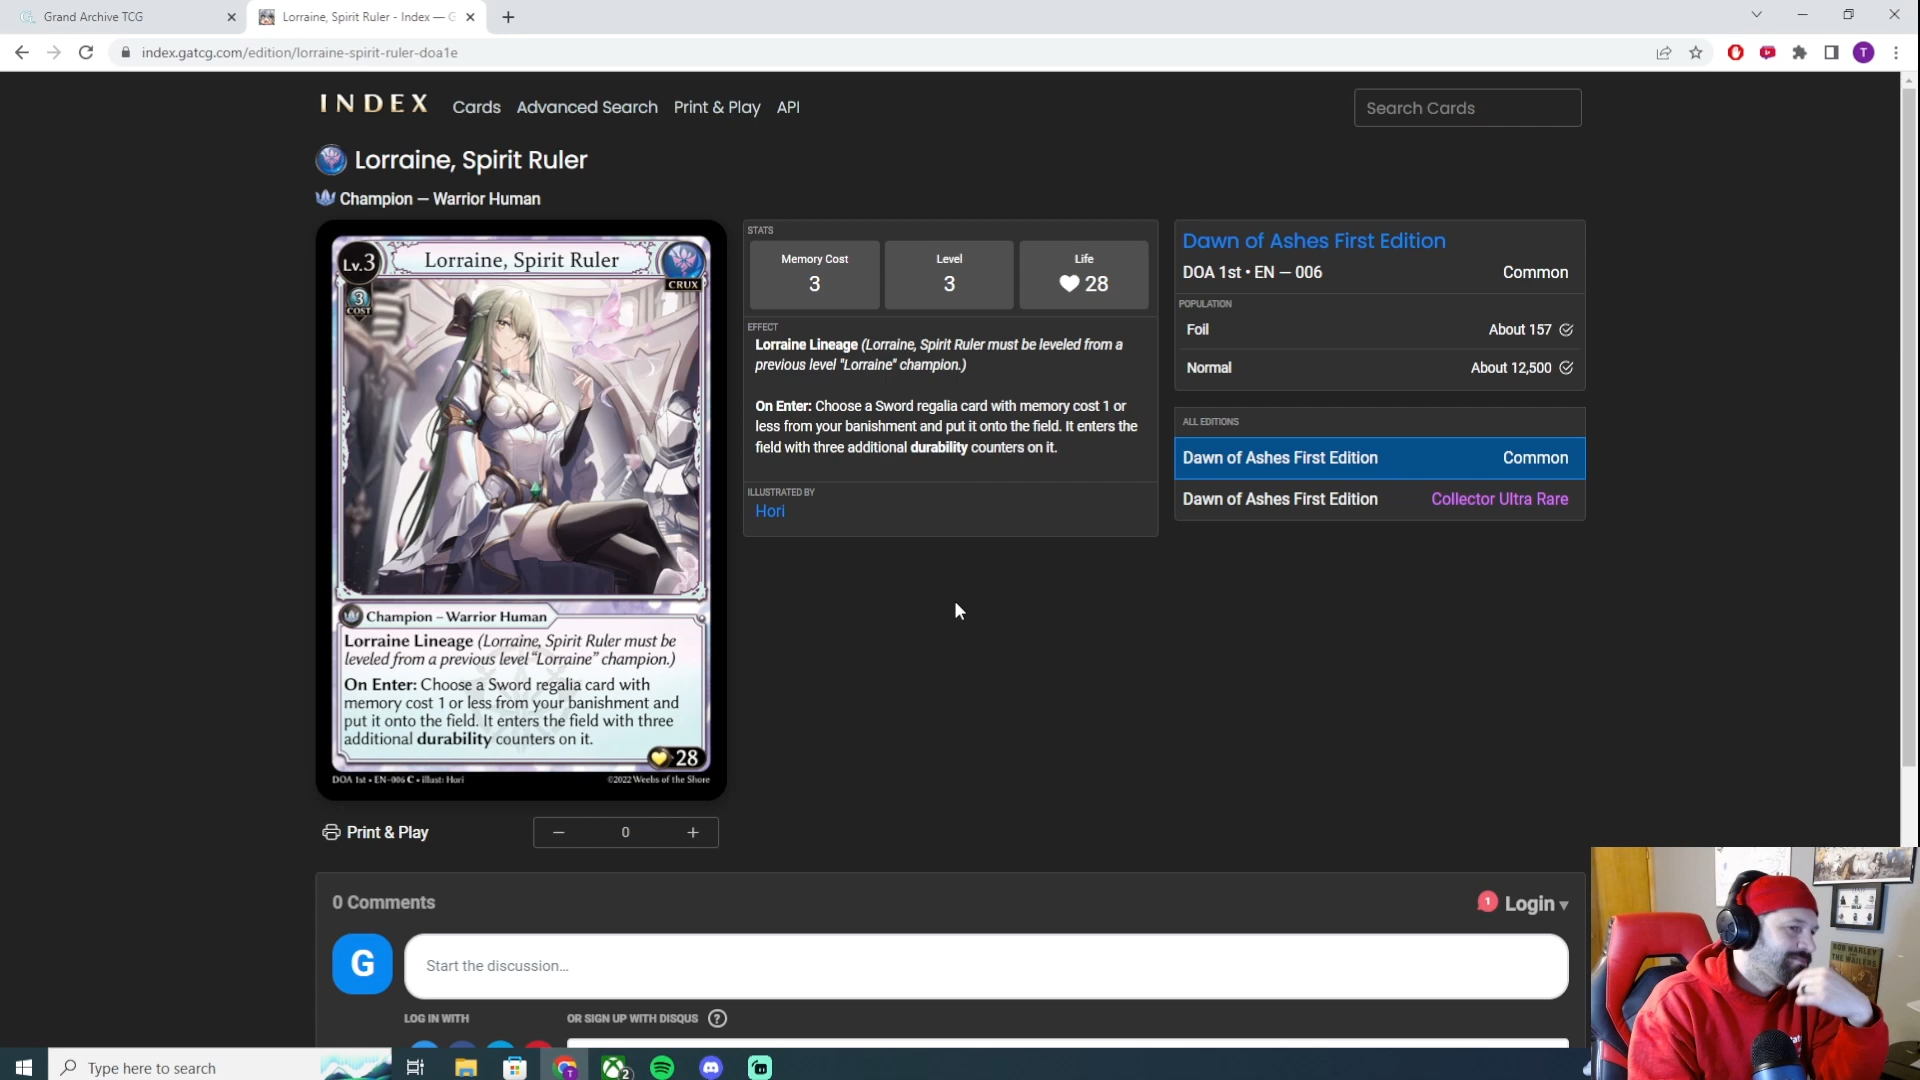 Grand Archive TCG
Lorraine, Spirit Ruler - Index — G
index.gatcg.com/edition/lorraine-spirit-ruler-doa1e
T
INDEX Cards Advanced Search Print & Play API
Search Cards
Lorraine, Spirit Ruler
Champion — Warrior Human
Lv.3
Lorraine, Spirit Ruler
CRUX
3
COST
Champion – Warrior Human
Lorraine Lineage (Lorraine, Spirit Ruler must be
leveled from a previous level "Lorraine" champion.)
On Enter: Choose a Sword regalia card with
memory cost 1 or less from your banishment and
put it onto the field. It enters the field with three
additional durability counters on it.
28
DOA 1st • EN-006 C • illust: Hori
©2022 Weebs of the Shore
Print & Play
0
STATS
Memory Cost
3
Level
3
Life
28
EFFECT
Lorraine Lineage (Lorraine, Spirit Ruler must be leveled from a
previous level "Lorraine" champion.)
On Enter: Choose a Sword regalia card with memory cost 1 or
less from your banishment and put it onto the field. It enters the
field with three additional durability counters on it.
ILLUSTRATED BY
Hori
Dawn of Ashes First Edition
DOA 1st • EN — 006 Common
POPULATION
Foil About 157
Normal About 12,500
ALL EDITIONS
Dawn of Ashes First Edition Common
Dawn of Ashes First Edition Collector Ultra Rare
0 Comments
1 Login
G
Start the discussion...
LOG IN WITH
OR SIGN UP WITH DISQUS ?
BOB MARLEY
THE WAILERS
Type here to search
T
2